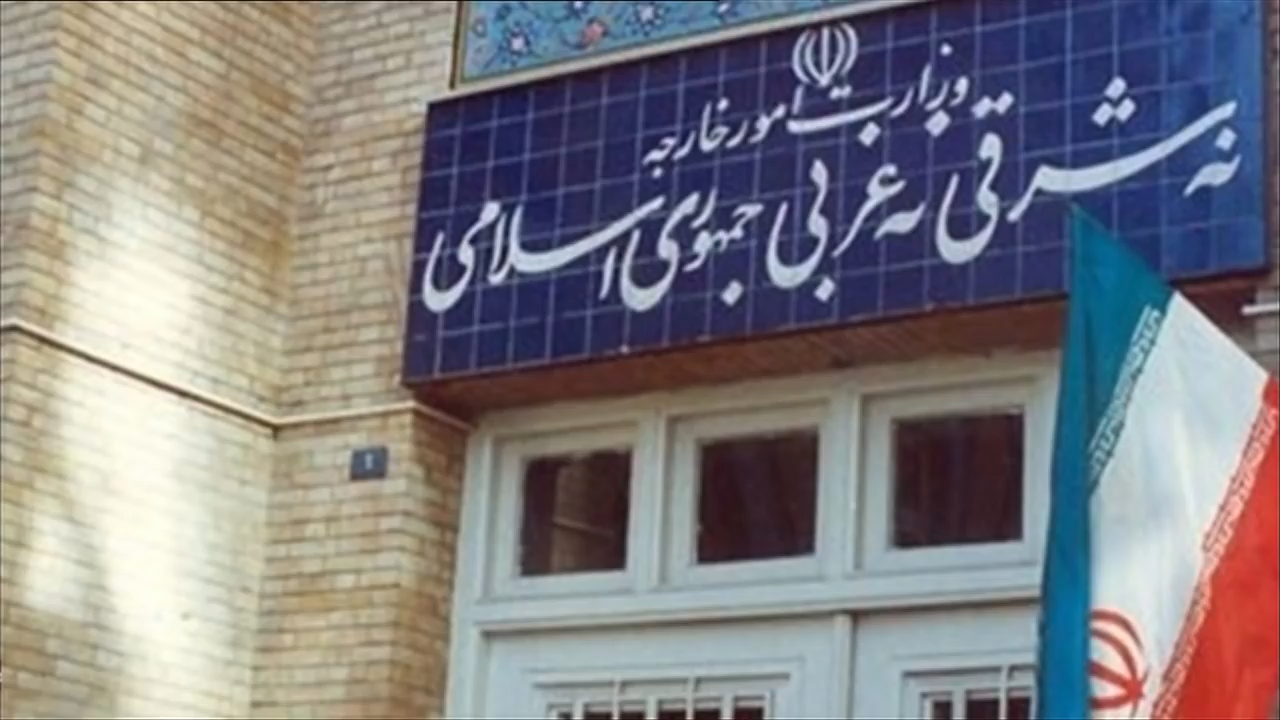 وزارت امور خارجه
نه شرقی نه غربی جمهوری اسلامی